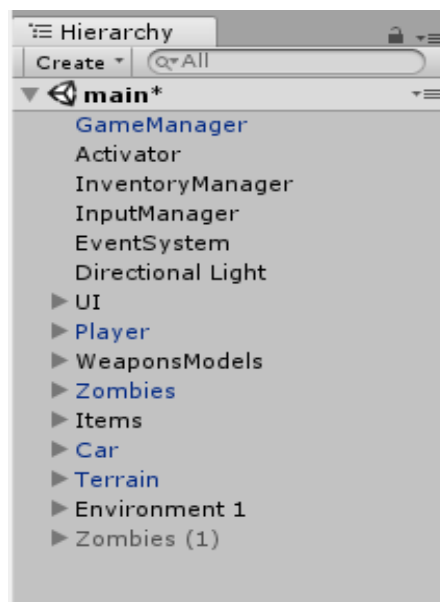 Hierarchy
Create All
main*
GameManager
Activator
InventoryManager
InputManager
EventSystem
Directional Light
UI
Player
WeaponsModels
Zombies
Items
Car
Terrain
Environment 1
Zombies (1)